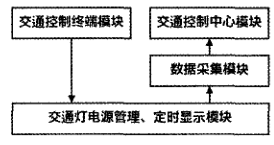 交通控制终端模块
交通控制中心模块
数据采集模块
交通灯电源管理、定时显示模块